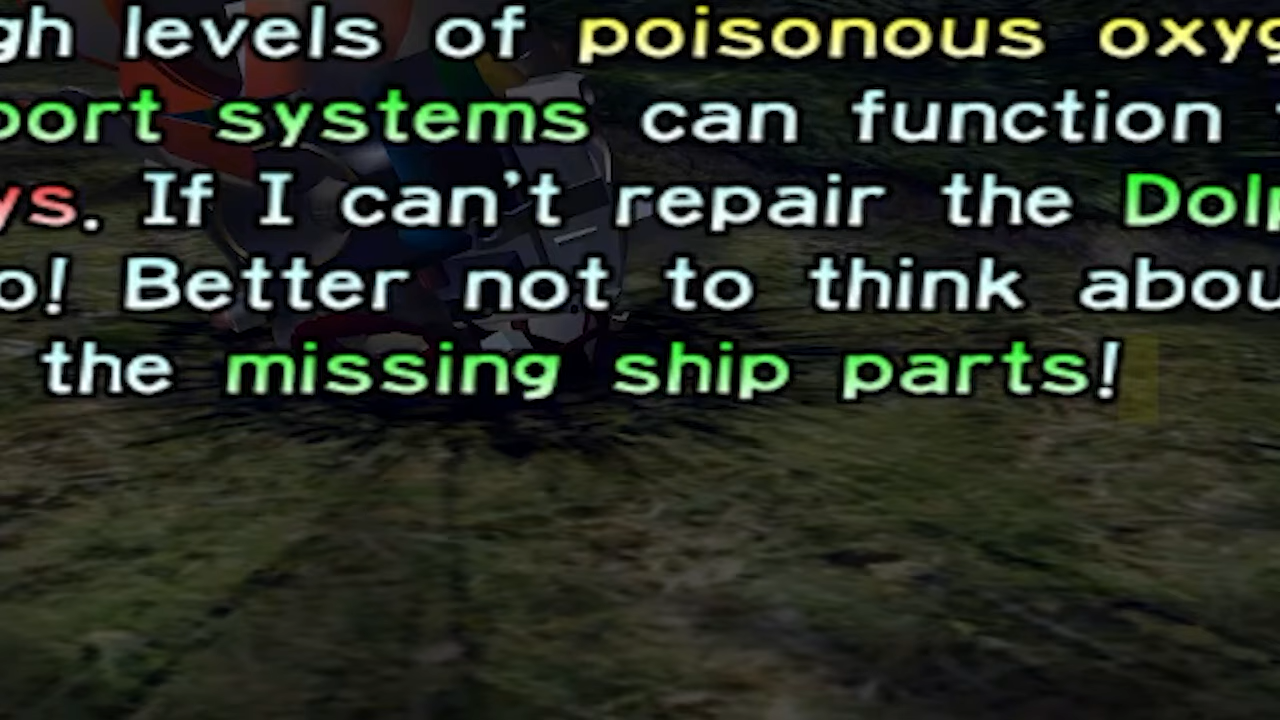 gh levels of poisonous oxyg
port systems can function
ys. If I can't repair the Dolp
o! Better not to think abou
the missing ship parts!